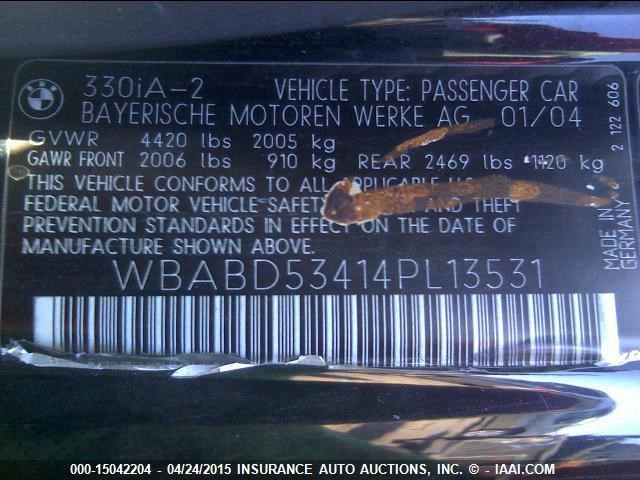 BMW
330iA-2 VEHICLE TYPE: PASSENGER CAR
BAYERISCHE MOTOREN WERKE AG 01/04
GVWR 4420 lbs 2005 kg
GAWR FRONT 2006 lbs 910 kg REAR 2469 lbs 1120 kg
THIS VEHICLE CONFORMS TO ALL APPLICABLE
FEDERAL MOTOR VEHICLE SAFETY AND THEFT
PREVENTION STANDARDS IN EFFECT ON THE DATE OF
MANUFACTURE SHOWN ABOVE.
WBABD53414PL13531
MADE IN
GERMANY
2 122 606
000-15042204 - 04/24/2015 INSURANCE AUTO AUCTIONS, INC. © - IAAI.COM